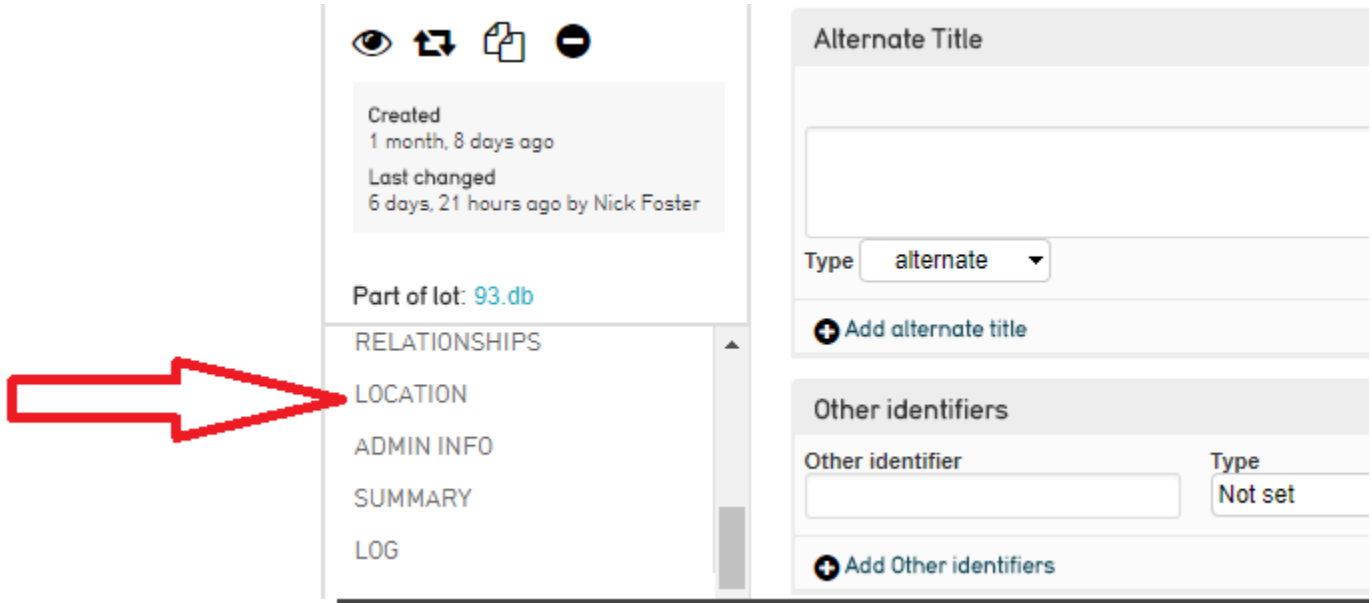 Created
1 month, 8 days ago
Last changed
6 days, 21 hours ago by Nick Foster
Part of lot: 93.db
RELATIONSHIPS
LOCATION
ADMIN INFO
SUMMARY
LOG
Alternate Title
Type alternate
Add alternate title
Other identifiers
Other identifier Type
Not set
Add Other identifiers